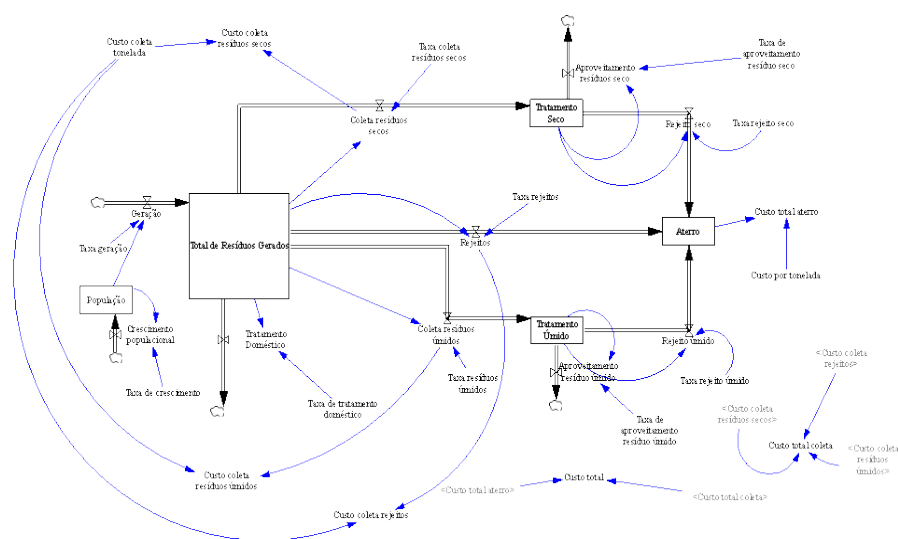 Custo coleta
resíduos secos
Custo coleta
tonelada
Taxa coleta
resíduos secos
Taxa de
aproveitamento
resíduo seco
Aproveitamento
resíduos seco
Tratamento
Seco
Coleta resíduos
secos
Rejeito seco
Taxa rejeito seco
Taxa rejeitos
Geração
Taxa geração
Total de Resíduos Gerados
Rejeitos
Aterro
Custo total aterro
Custo por tonelada
População
Crescimento
populacional
Taxa de crescimento
Tratamento
Doméstico
Taxa de tratamento
doméstico
Coleta resíduos
úmidos
Taxa resíduos
úmidos
Tratamento
Úmido
Aproveitamento
resíduo úmido
Rejeito úmido
Taxa rejeito úmido
Taxa de
aproveitamento
resíduo úmido
<Custo coleta
rejeitos>
<Custo coleta
resíduos secos>
Custo total coleta
<Custo coleta
resíduos
úmidos>
Custo coleta
resíduos úmidos
Custo total
<Custo total aterro>
<Custo total coleta>
Custo coleta rejeitos